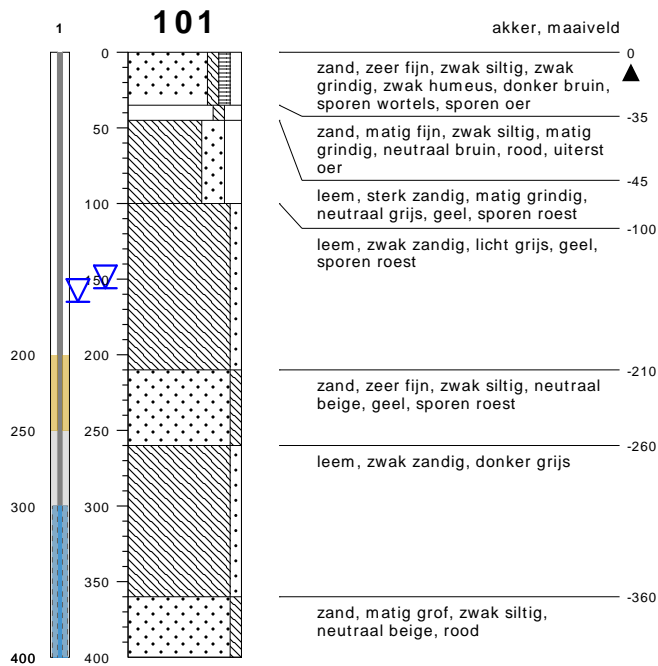 1
101
akker, maaiveld
0
0
zand, zeer fijn, zwak siltig, zwak
grindig, zwak humeus, donker bruin,
sporen wortels, sporen oer
-35
50
zand, matig fijn, zwak siltig, matig
grindig, neutraal bruin, rood, uiterst
oer
-45
leem, sterk zandig, matig grindig,
neutraal grijs, geel, sporen roest
100
-100
leem, zwak zandig, licht grijs, geel,
sporen roest
150
200
200
-210
zand, zeer fijn, zwak siltig, neutraal
beige, geel, sporen roest
250
250
-260
leem, zwak zandig, donker grijs
300
300
350
-360
zand, matig grof, zwak siltig,
neutraal beige, rood
400
400